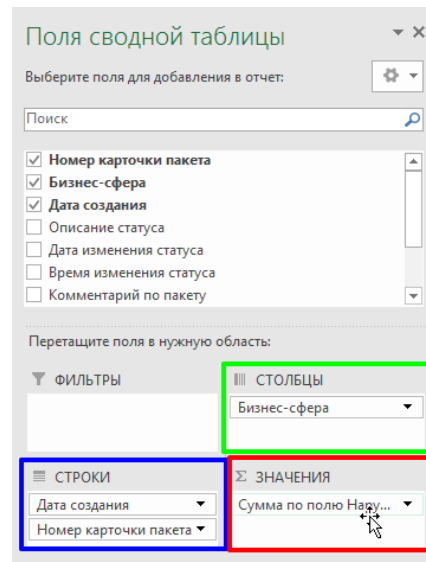 Поля сводной таблицы
Выберите поля для добавления в отчет:
Поиск
Номер карточки пакета
Бизнес-сфера
Дата создания
Описание статуса
Дата изменения статуса
Время изменения статуса
Комментарий по пакету
Перетащите поля в нужную область:
ФИЛЬТРЫ
СТОЛБЦЫ
Бизнес-сфера
СТРОКИ
Дата создания
Номер карточки пакета
Σ ЗНАЧЕНИЯ
Сумма по полю Нару...